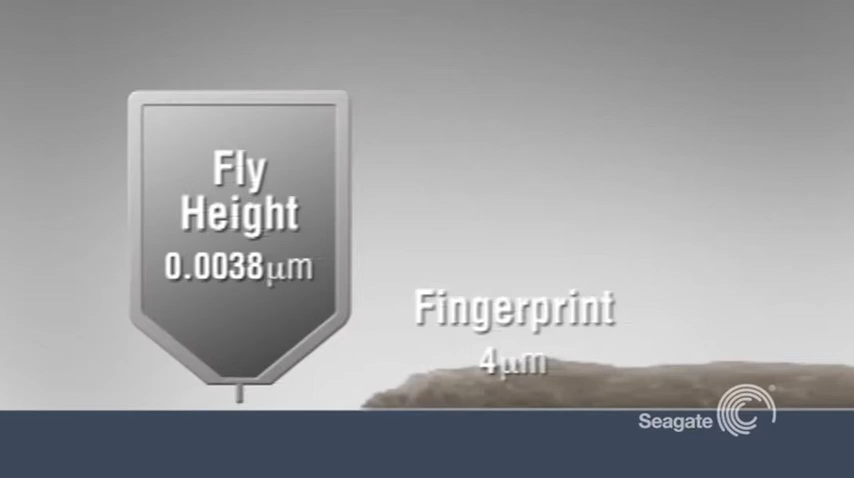 Fly
Height
0.0038μm
Fingerprint
4μm
Seagate